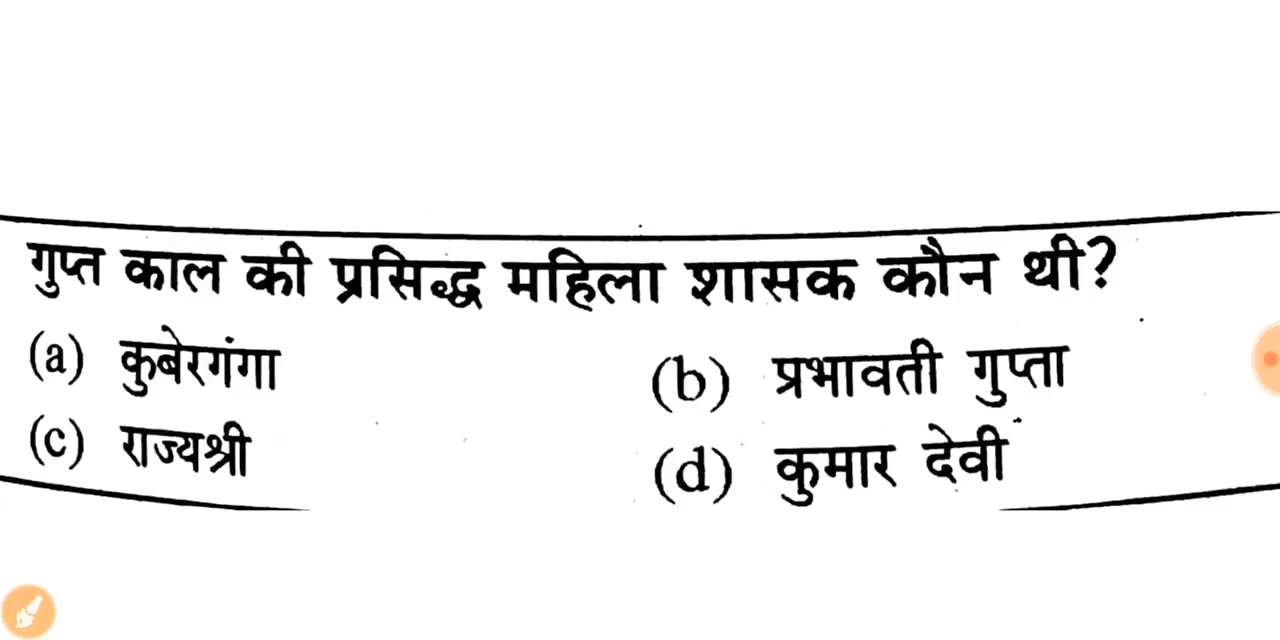 गुप्त काल की प्रसिद्ध महिला शासक कौन थी?
(a) कुबेरगंगा (b) प्रभावती गुप्ता
(c) राज्यश्री (d) कुमार देवी